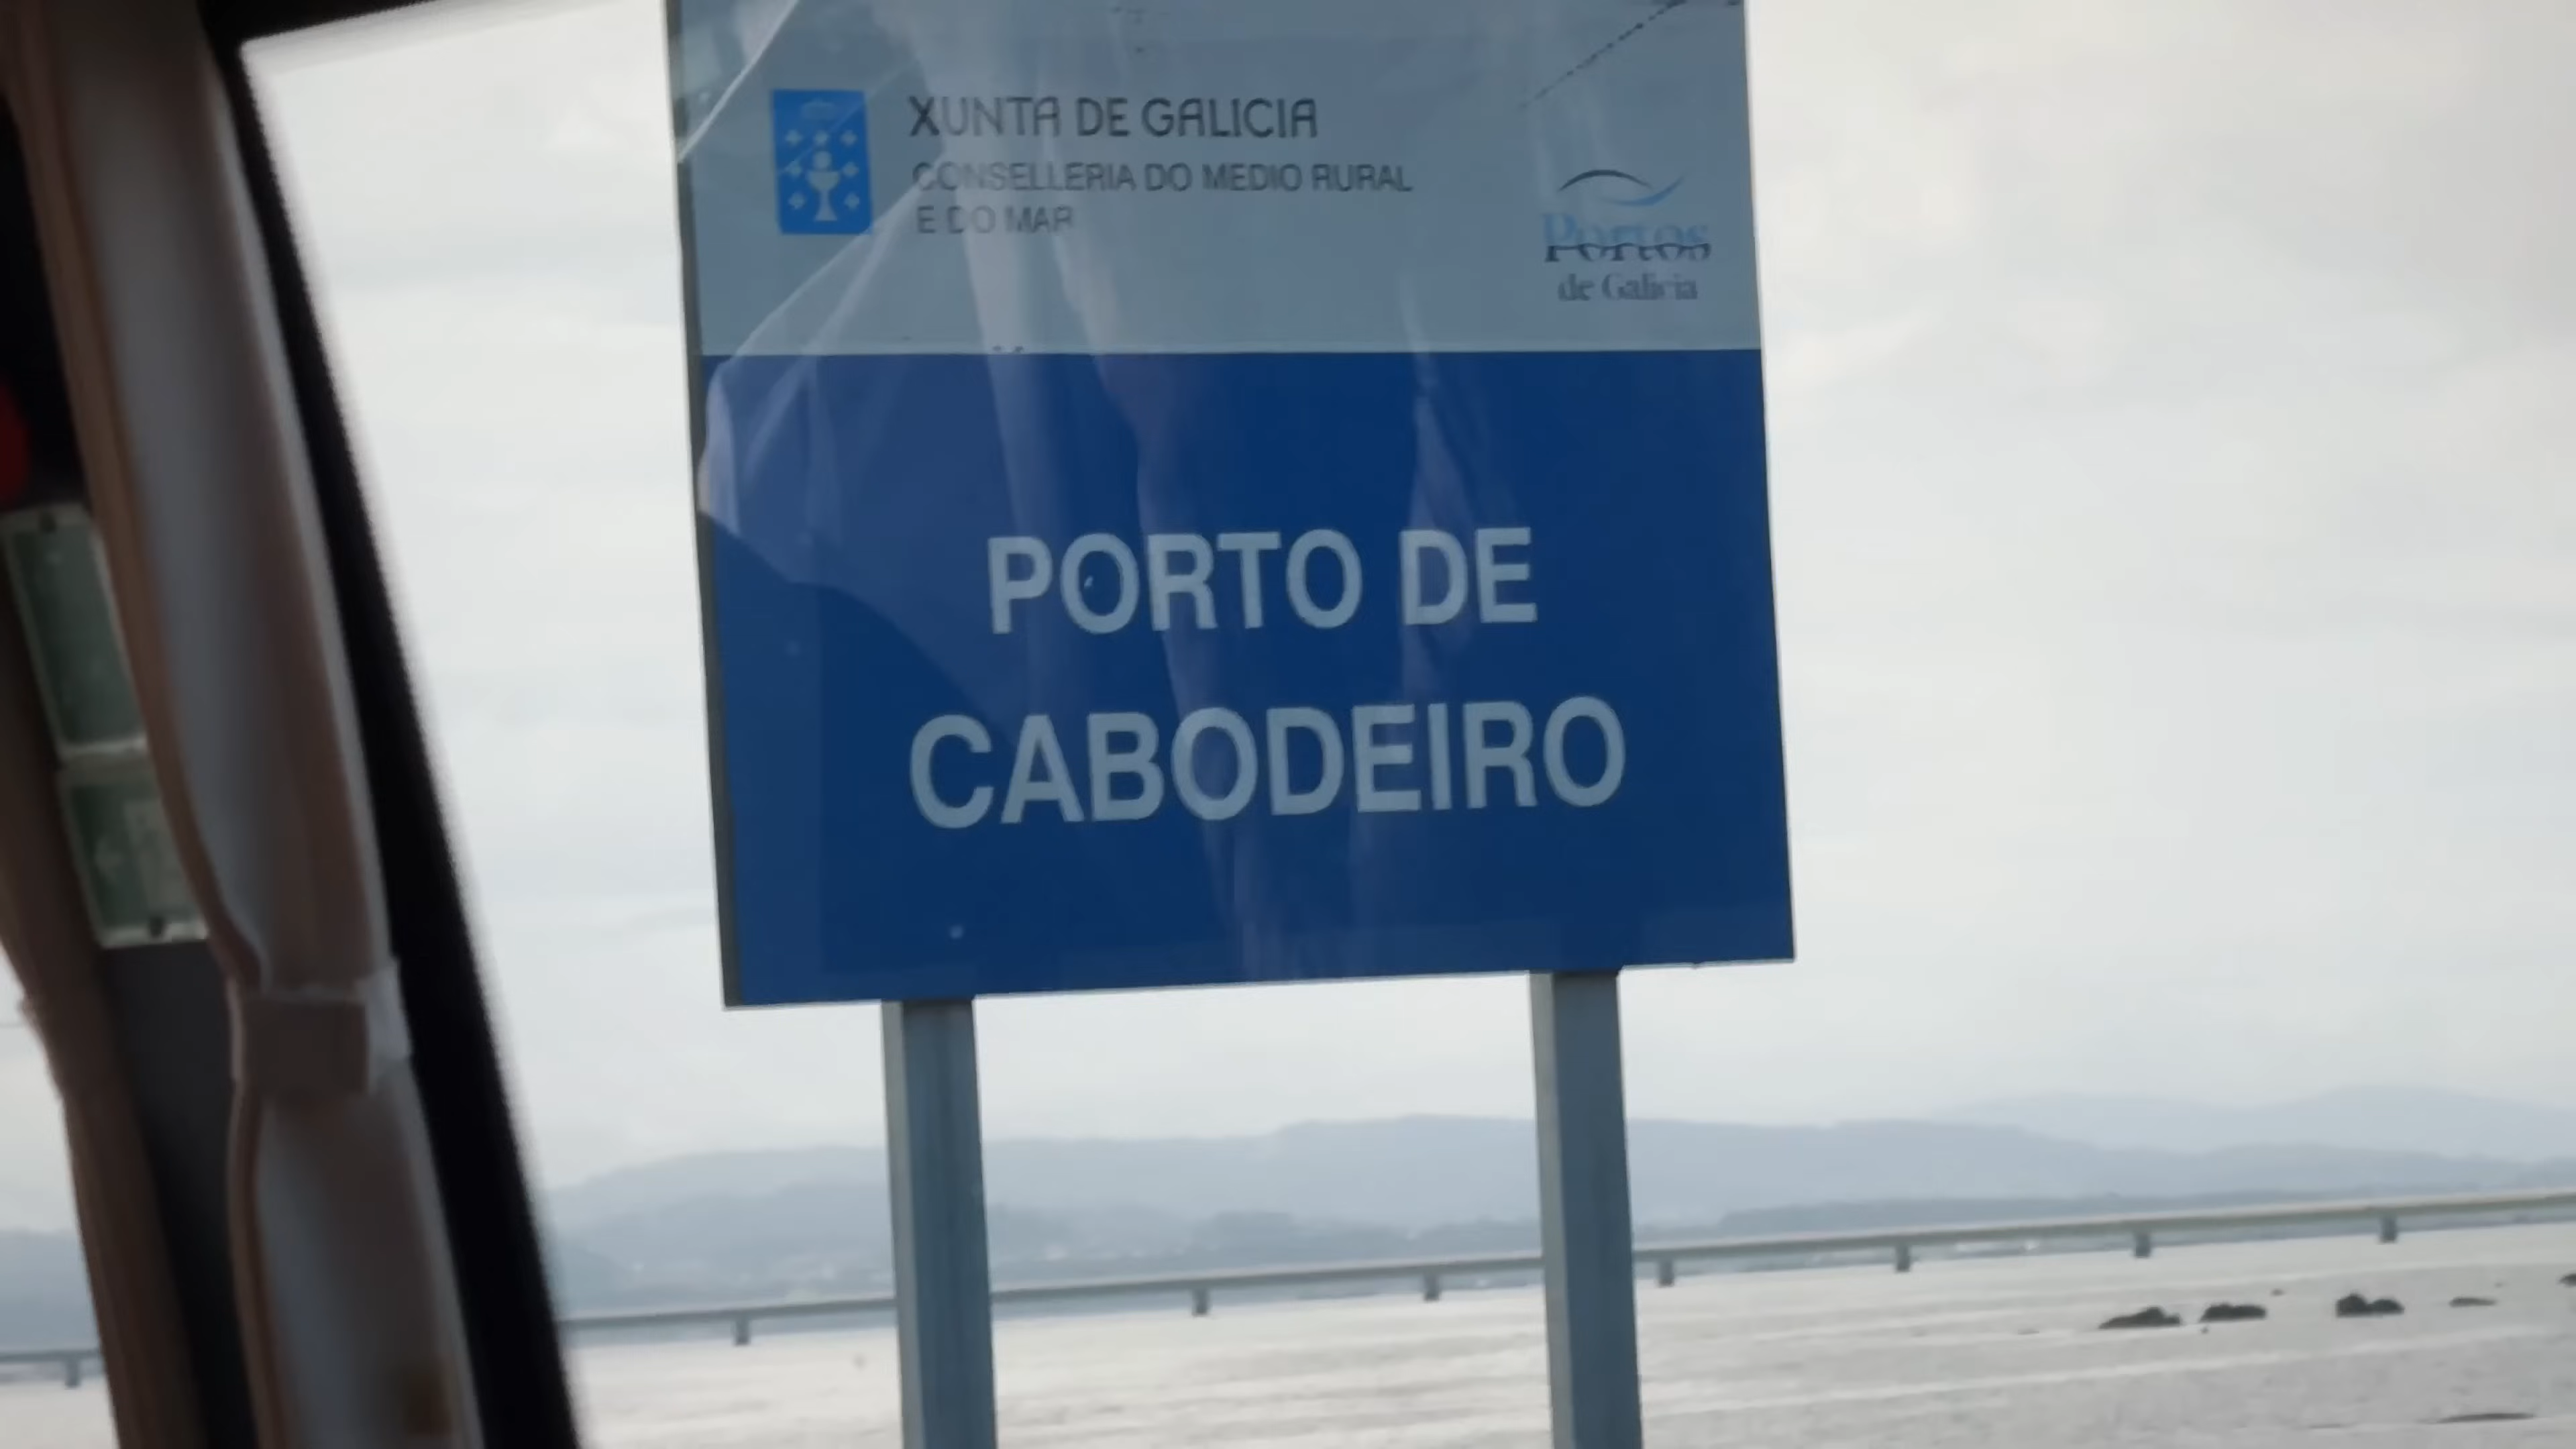 XUNTA DE GALICIA
CONSELLERIA DO MEDIO RURAL
E DO MAR
Portos
de Galicia
PORTO DE
CABODEIRO